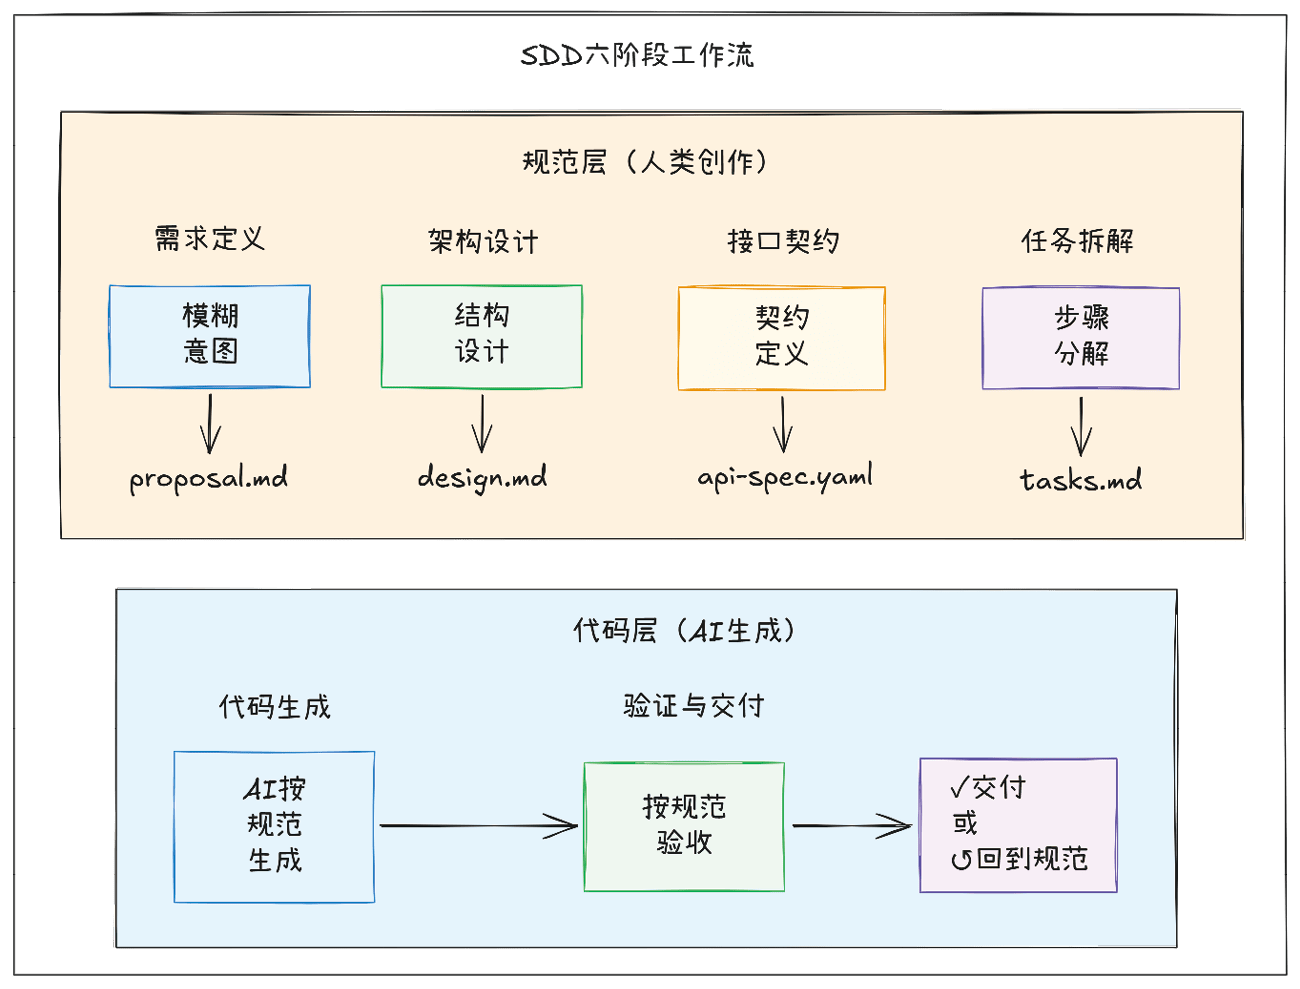 SDD六阶段工作流
规范层（人类创作）
需求定义
架构设计
接口契约
任务拆解
模糊
意图
结构
设计
契约
定义
步骤
分解
proposal.md
design.md
api-spec.yaml
tasks.md
代码层（AI生成）
代码生成
验证与交付
AI按
规范
生成
按规范
验收
✓交付
或
↺回到规范